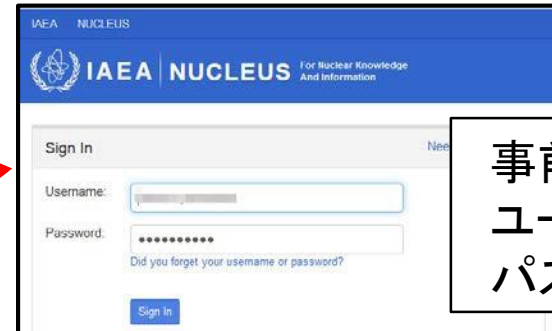 IAEA NUCLEUS
IAEA NUCLEUS For Nuclear Knowledge And Information
Sign In
Username:
Password:
Did you forget your username or password?
Sign In
事前
ユー
パス